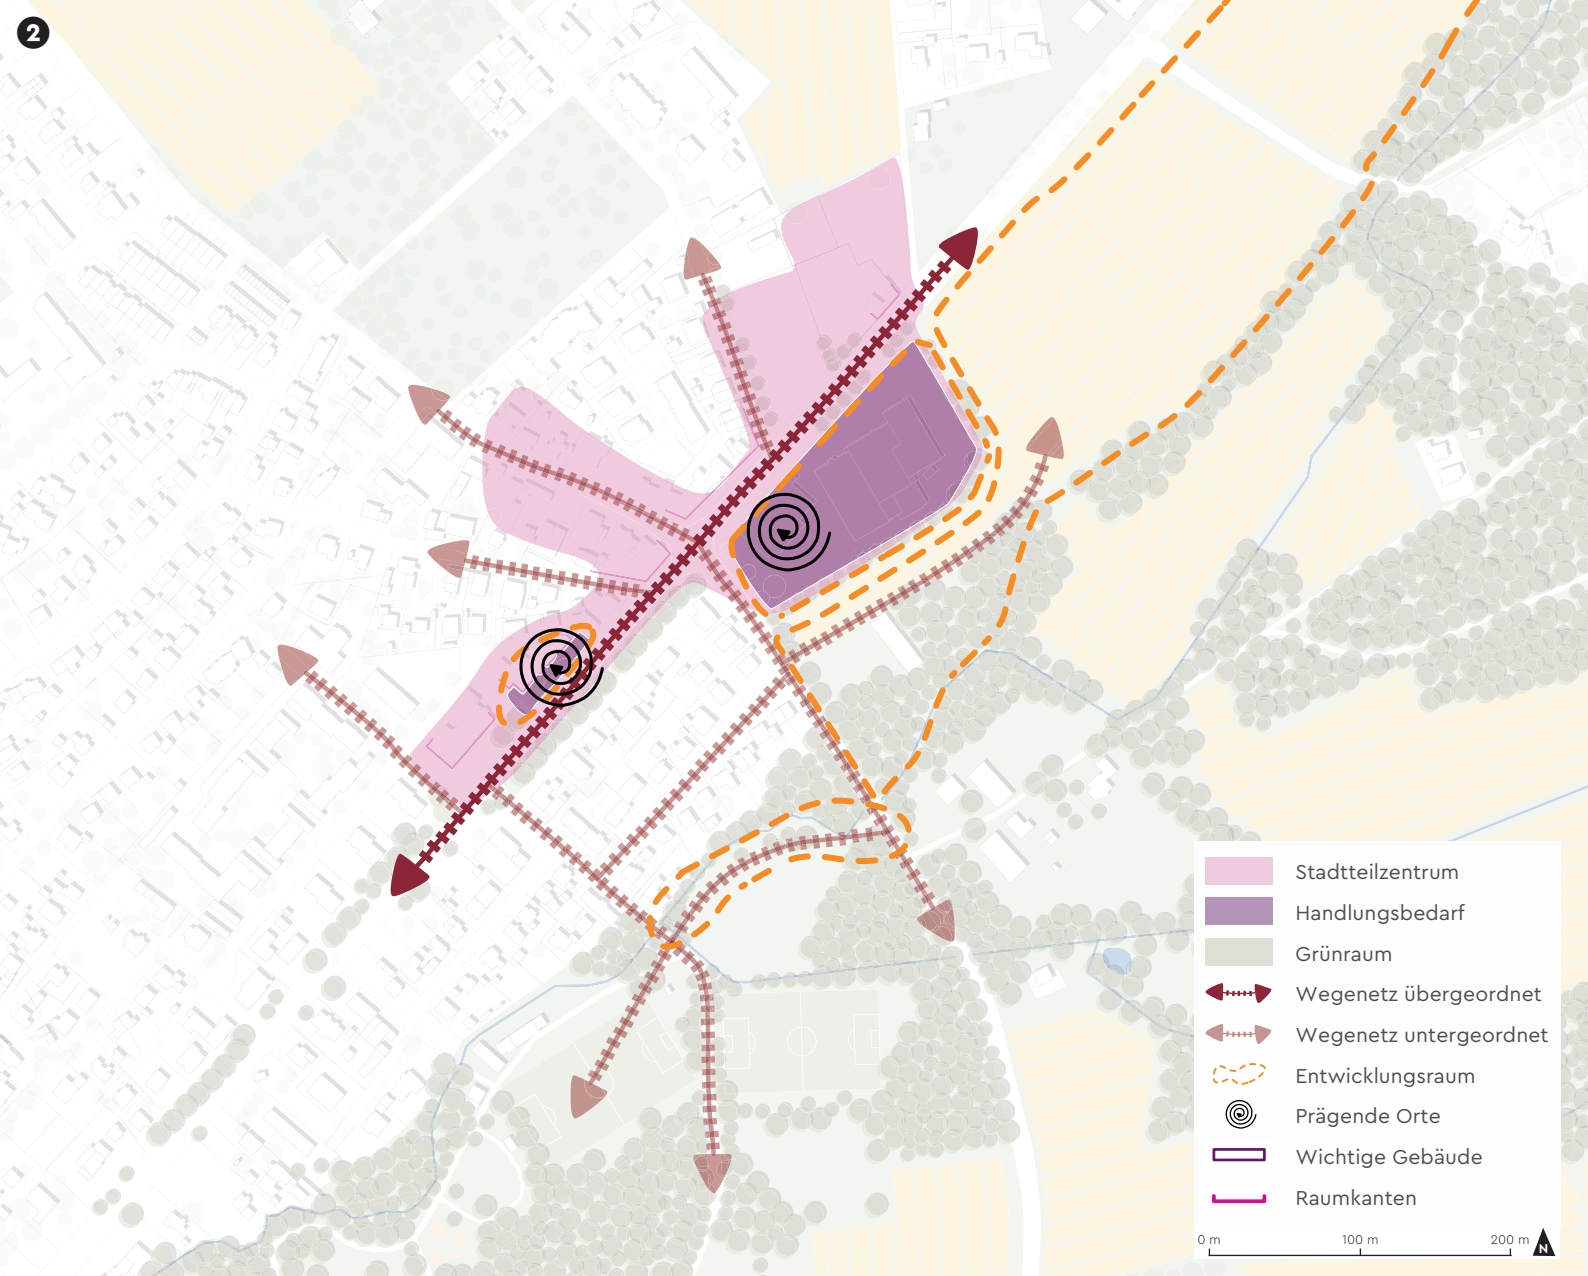 2
Stadtteilzentrum
Handlungsbedarf
Grünraum
Wegenetz übergeordnet
Wegenetz untergeordnet
Entwicklungsraum
Prägende Orte
Wichtige Gebäude
Raumkanten
0 m 100 m 200 m N